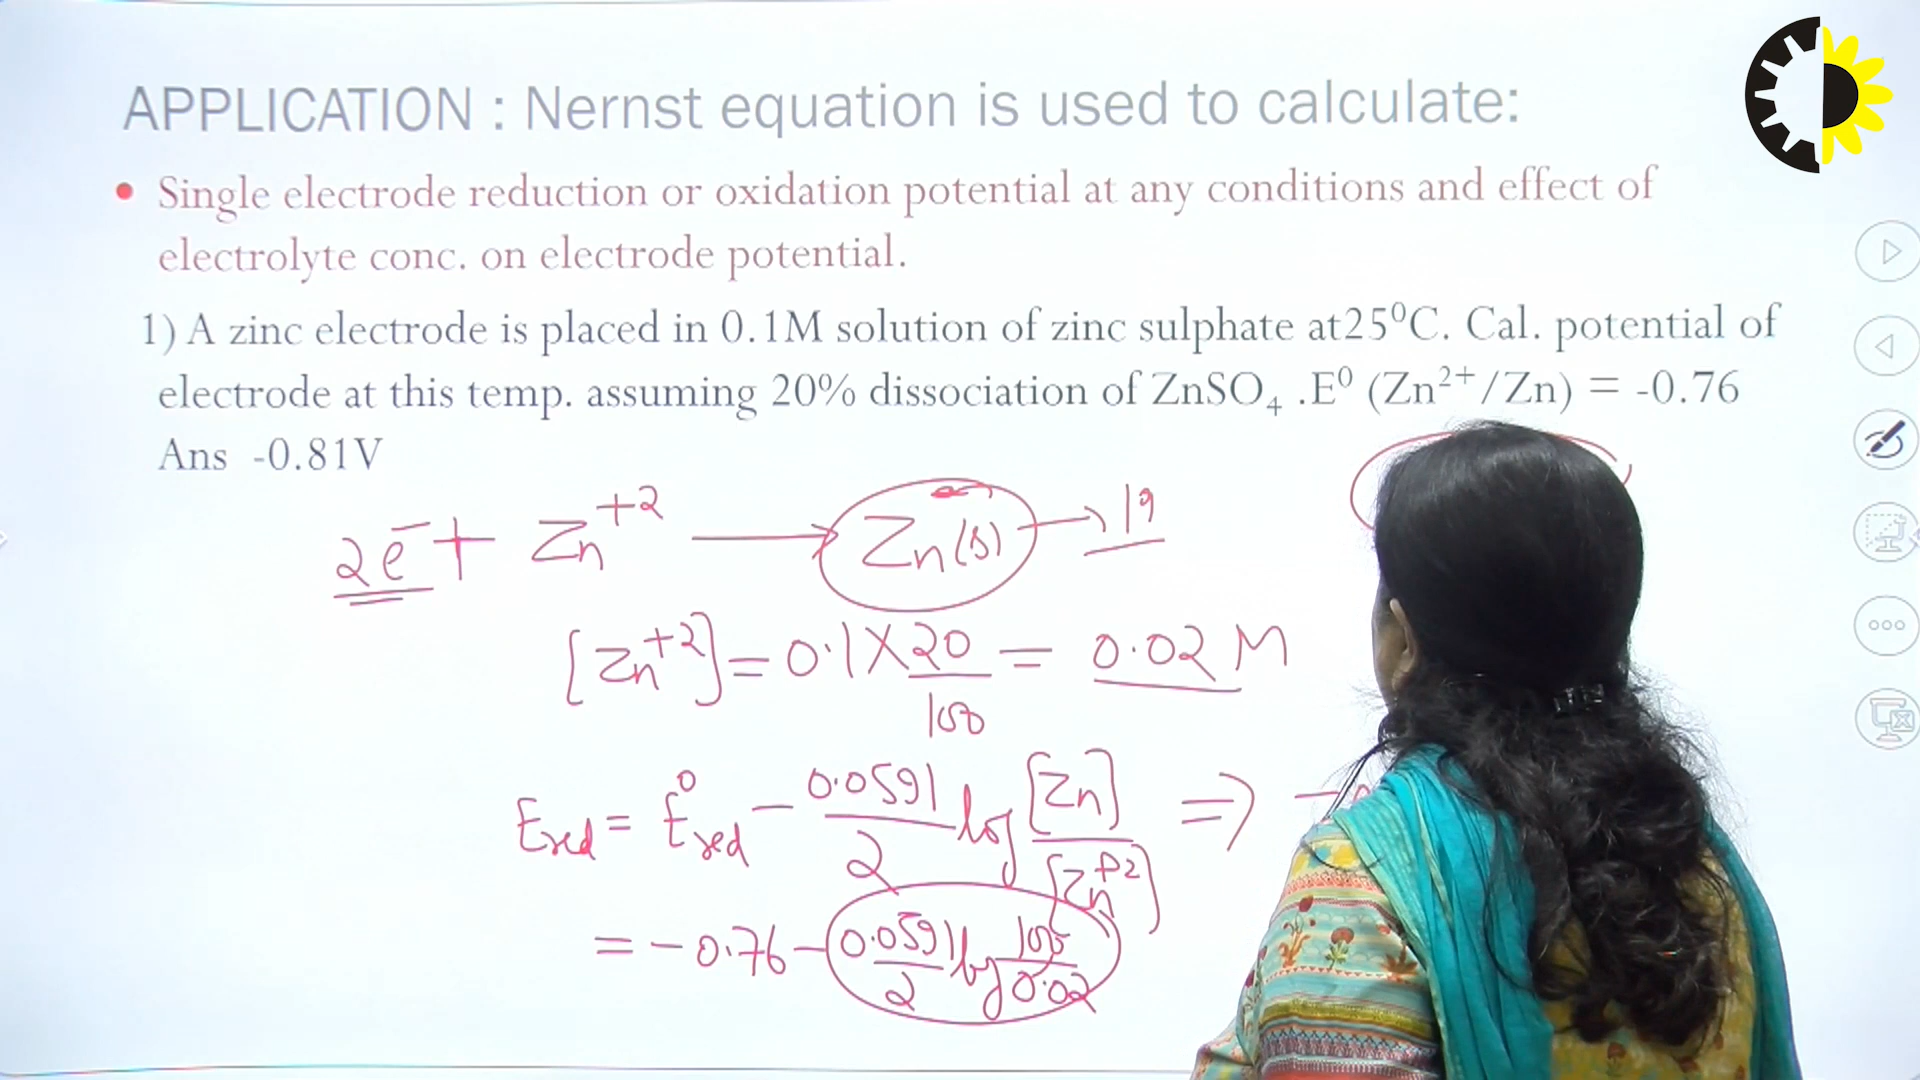 APPLICATION : Nernst equation is used to calculate:
• Single electrode reduction or oxidation potential at any conditions and effect of
electrolyte conc. on electrode potential.
1) A zinc electrode is placed in 0.1M solution of zinc sulphate at25⁰C. Cal. potential of
electrode at this temp. assuming 20% dissociation of ZnSO₄ .E⁰ (Zn²⁺/Zn) = -0.76
Ans -0.81V
2e⁻ + Zn⁺² → Zn(s) →
[Zn⁺²] = 0.1 X 20/100 = 0.02 M
Ered = E⁰red - 0.0591/2 log [Zn]/[Zn⁺²] ⇒ -
= -0.76 - 0.0591/2 log /0.02